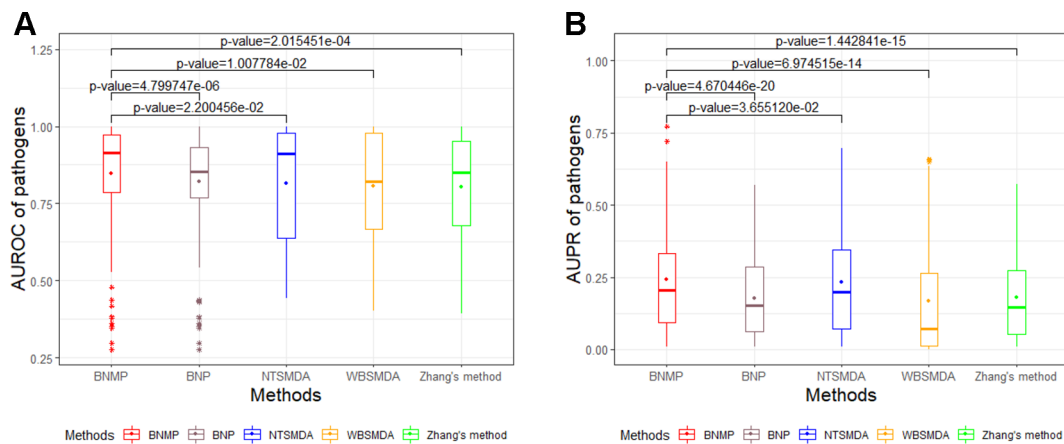 A
AUROC of pathogens
1.25
1.00
0.75
0.50
0.25
p-value=2.015451e-04
p-value=1.007784e-02
p-value=4.799747e-06
p-value=2.200456e-02
BNMP BNP NTSMDA WBSMDA Zhang's method
Methods
Methods BNMP BNP NTSMDA WBSMDA Zhang's method
B
AUPR of pathogens
1.00
0.75
0.50
0.25
0.00
p-value=1.442841e-15
p-value=6.974515e-14
p-value=4.670446e-20
p-value=3.655120e-02
BNMP BNP NTSMDA WBSMDA Zhang's method
Methods
Methods BNMP BNP NTSMDA WBSMDA Zhang's method